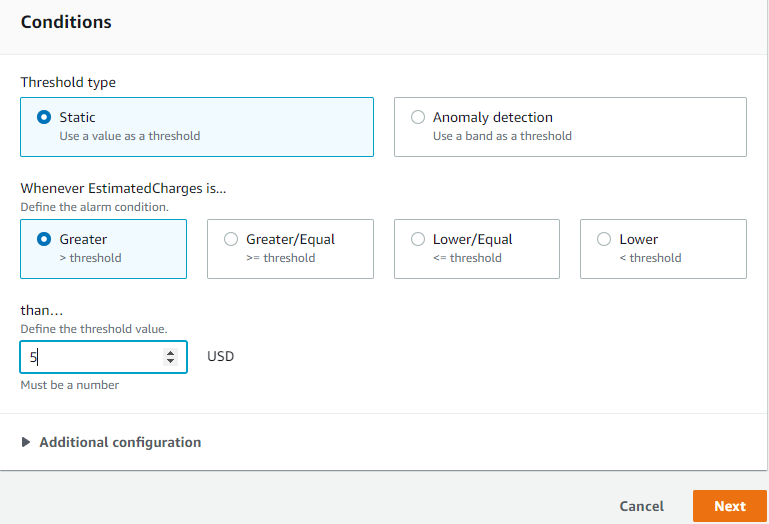 Conditions
Threshold type
Static
Use a value as a threshold
Anomaly detection
Use a band as a threshold
Whenever EstimatedCharges is...
Define the alarm condition.
Greater
> threshold
Greater/Equal
>= threshold
Lower/Equal
<= threshold
Lower
< threshold
than...
Define the threshold value.
5
USD
Must be a number
Additional configuration
Cancel
Next